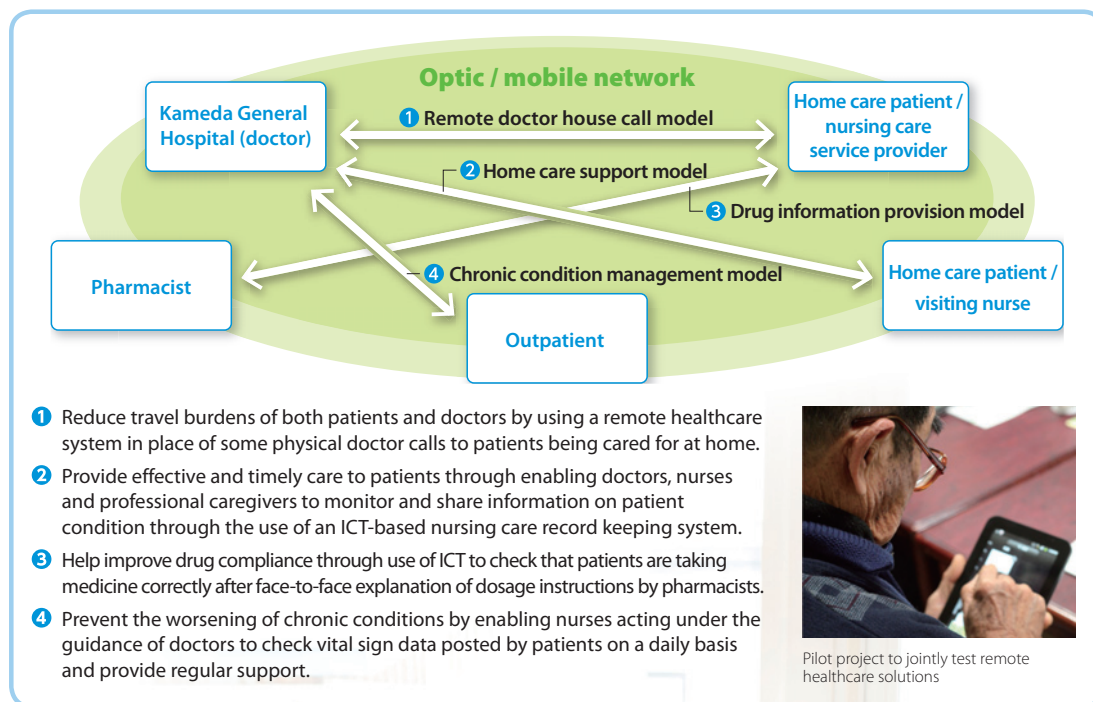 Optic / mobile network
Kameda General
Hospital (doctor)
❶ Remote doctor house call model
Home care patient /
nursing care
service provider
❷ Home care support model
❸ Drug information provision model
Pharmacist
❹ Chronic condition management model
Home care patient /
visiting nurse
Outpatient
❶ Reduce travel burdens of both patients and doctors by using a remote healthcare
system in place of some physical doctor calls to patients being cared for at home.
❷ Provide effective and timely care to patients through enabling doctors, nurses
and professional caregivers to monitor and share information on patient
condition through the use of an ICT-based nursing care record keeping system.
❸ Help improve drug compliance through use of ICT to check that patients are taking
medicine correctly after face-to-face explanation of dosage instructions by pharmacists.
❹ Prevent the worsening of chronic conditions by enabling nurses acting under the
guidance of doctors to check vital sign data posted by patients on a daily basis
and provide regular support.
Pilot project to jointly test remote
healthcare solutions